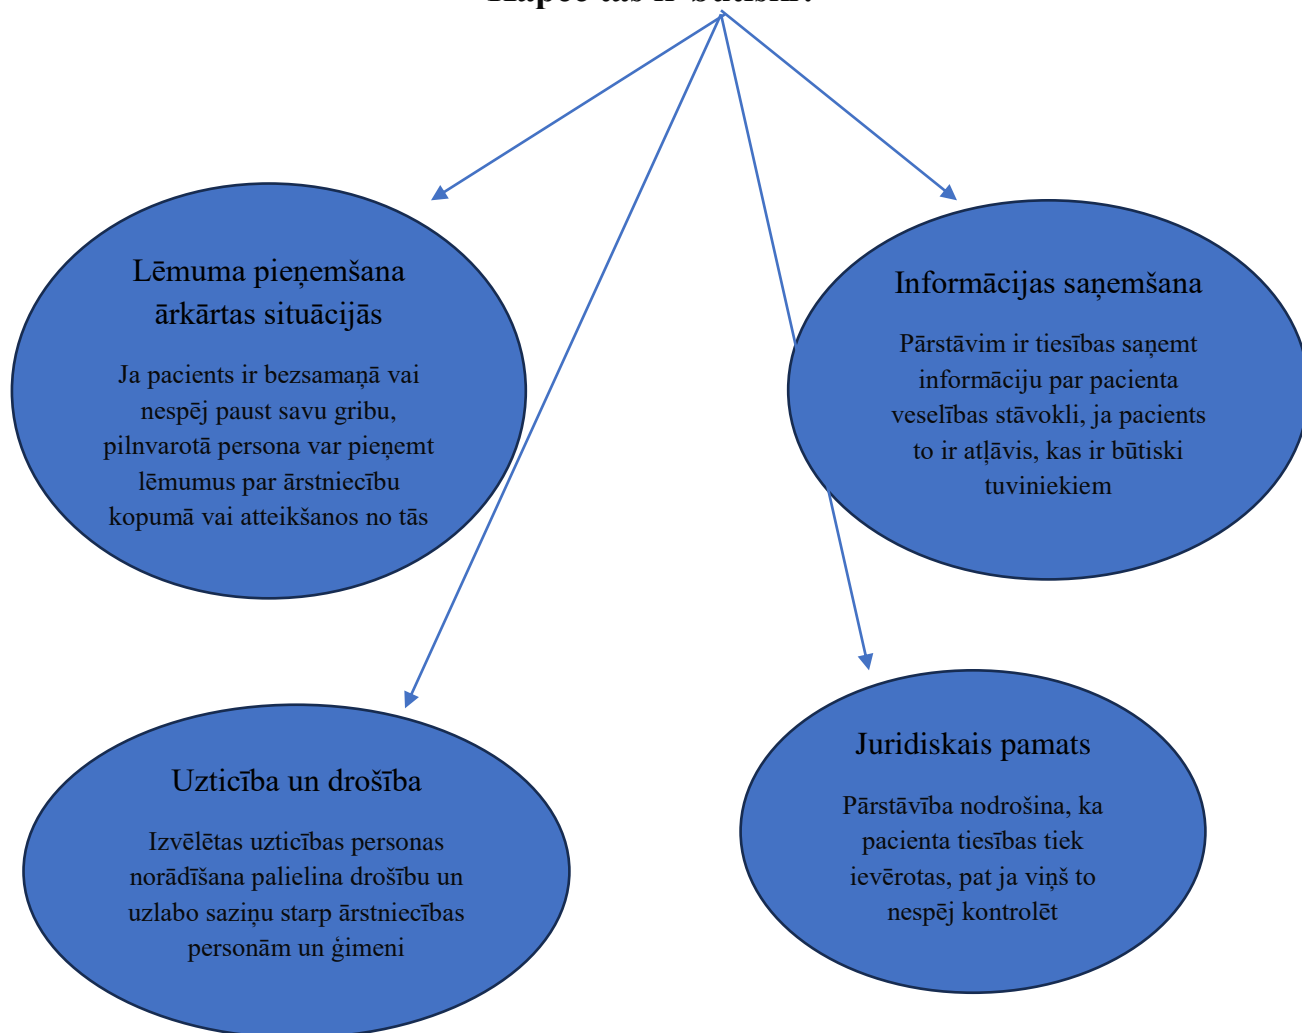 Kāpēc tas ir būtiski?
Lēmuma pieņemšana
ārkārtas situācijās
Ja pacients ir bezsamaņā vai
nespēj paust savu gribu,
pilnvarotā persona var pieņemt
lēmumus par ārstniecību
kopumā vai atteikšanos no tās
Informācijas saņemšana
Pārstāvim ir tiesības saņemt
informāciju par pacienta
veselības stāvokli, ja pacients
to ir atļāvis, kas ir būtiski
tuviniekiem
Uzticība un drošība
Izvēlētas uzticības personas
norādīšana palielina drošību un
uzlabo saziņu starp ārstniecības
personām un ģimeni
Juridiskais pamats
Pārstāvība nodrošina, ka
pacienta tiesības tiek
ievērotas, pat ja viņš to
nespēj kontrolēt